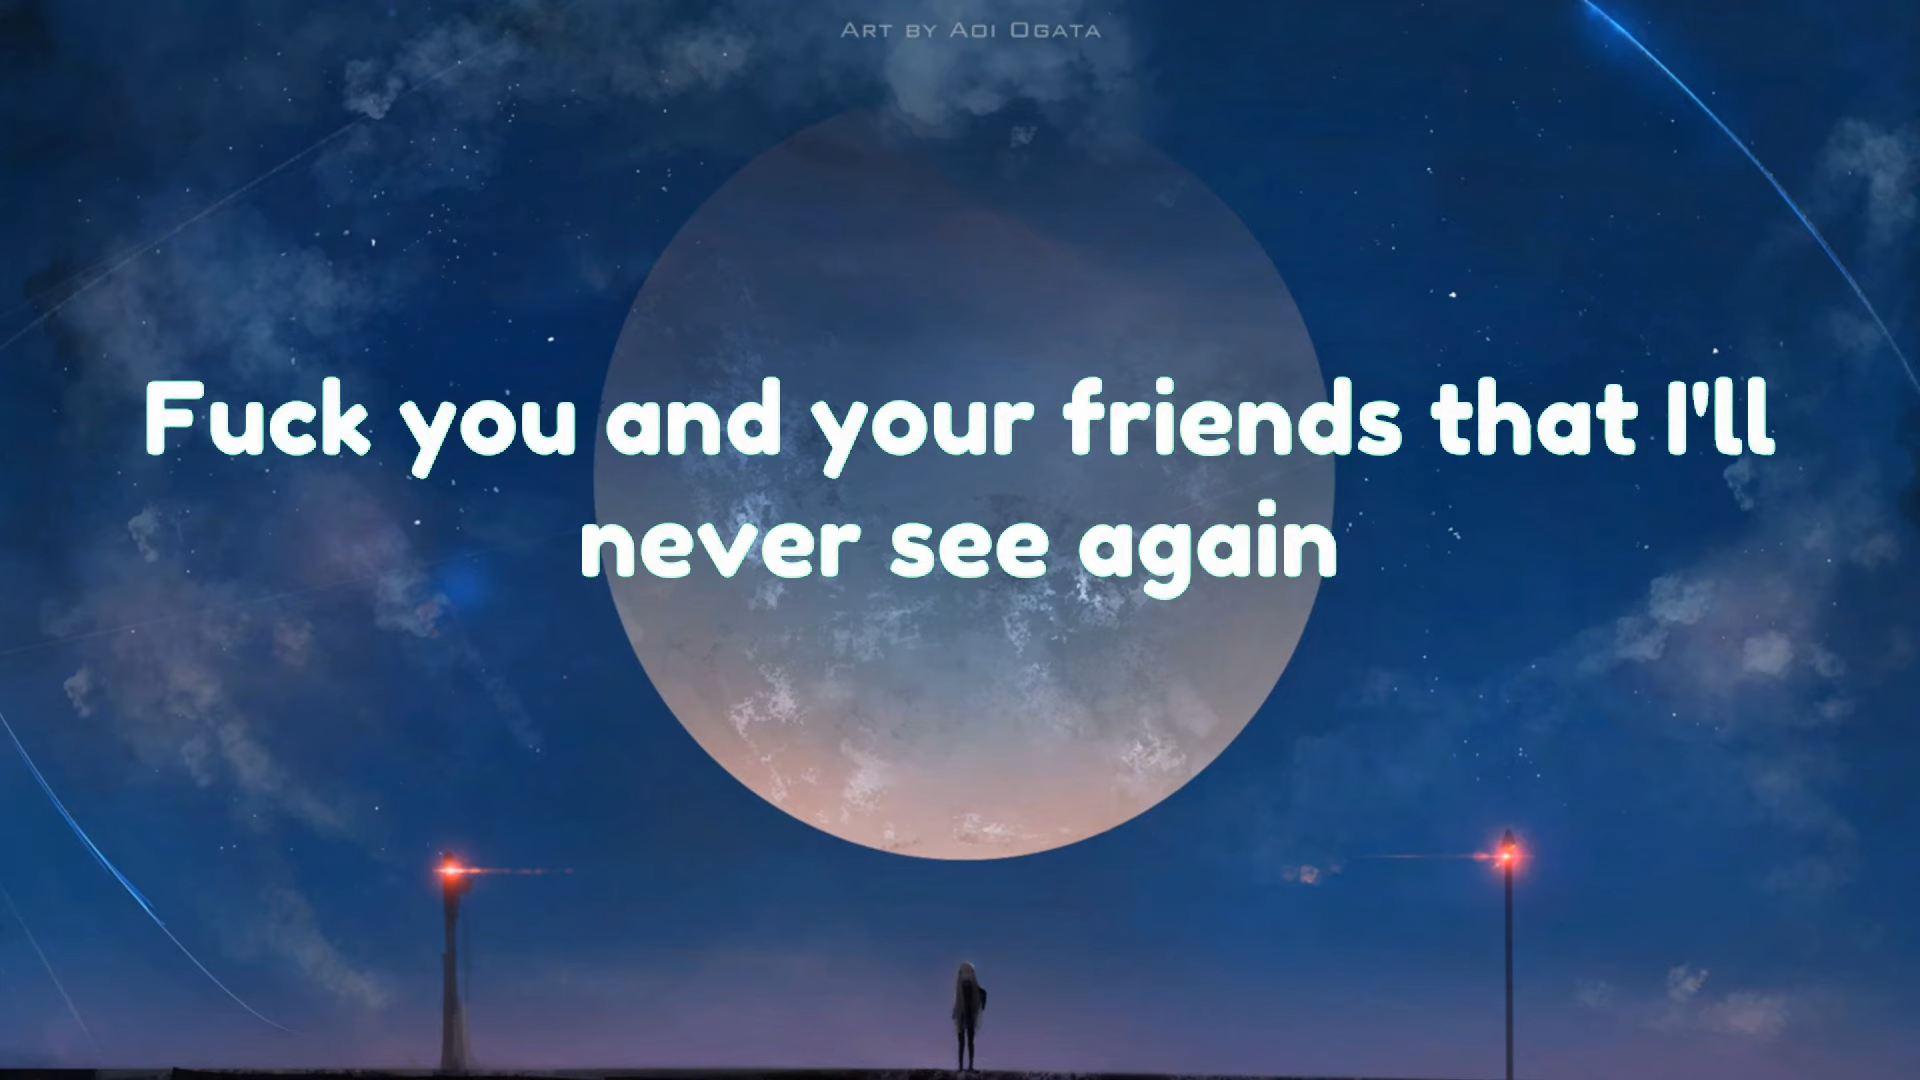 Art by Aoi Ogata
Fuck you and your friends that I'll
never see again